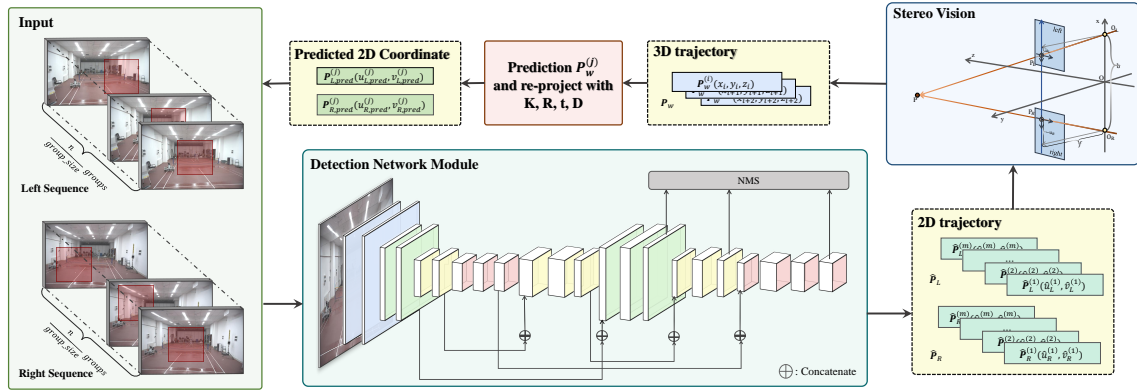 Input
n
group_size groups
Left Sequence
n
group_size groups
Right Sequence
Predicted 2D Coordinate
P_{L,pred}^{(j)}(u_{L,pred}^{(j)}, v_{L,pred}^{(j)})
P_{R,pred}^{(j)}(u_{R,pred}^{(j)}, v_{R,pred}^{(j)})
Prediction P_w^{(j)}
and re-project with
K, R, t, D
3D trajectory
P_w^{(i)}(x_i, y_i, z_i)
P_w
Stereo Vision
left
x
z
O
b
P
y
f
right
Detection Network Module
NMS
⊕ : Concatenate
2D trajectory
...
P̂_L
P̂_L^{(1)}(û_L^{(1)}, v̂_L^{(1)})
...
P̂_R
P̂_R^{(1)}(û_R^{(1)}, v̂_R^{(1)})